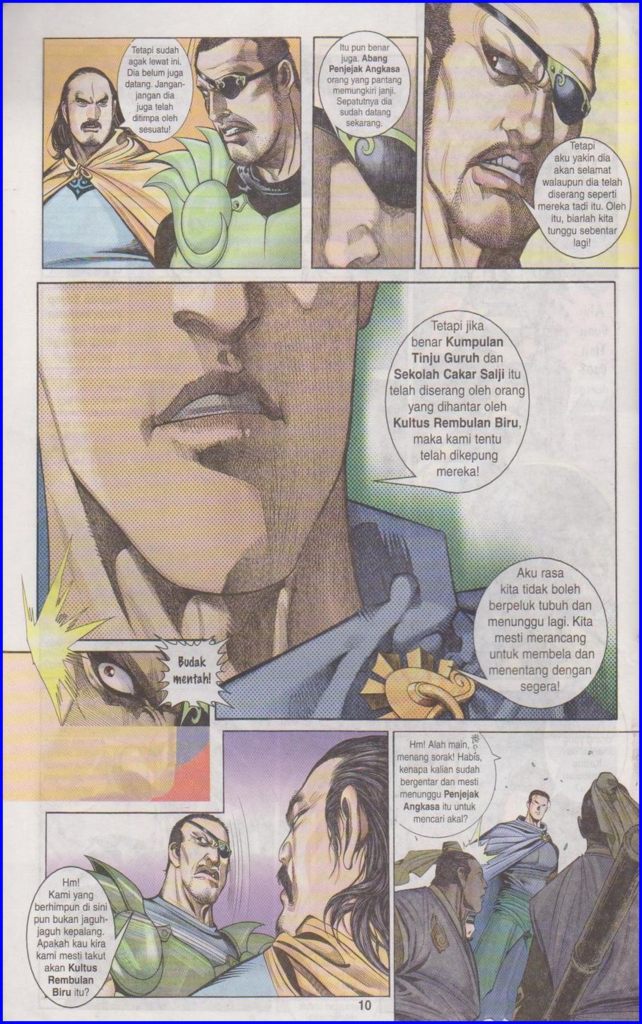 Tetapi sudah
agak lewat ini.
Dia belum juga
datang. Jangan-
jangan dia
juga telah
ditimpa oleh
sesuatu!
Itu pun benar
juga. Abang
Penjejak Angkasa
orang yang pantang
memungkiri janji.
Sepatutnya dia
sudah datang
sekarang.
Tetapi
aku yakin dia
akan selamat
walaupun dia telah
diserang seperti
mereka tadi itu. Oleh
itu, biarlah kita
tunggu sebentar
lagi!
Tetapi jika
benar Kumpulan
Tinju Guruh dan
Sekolah Cakar Salji itu
telah diserang oleh orang
yang dihantar oleh
Kultus Rembulan Biru,
maka kami tentu
telah dikepung
mereka!
Aku rasa
kita tidak boleh
berpeluk tubuh dan
menunggu lagi. Kita
mesti merancang
untuk membela dan
menentang dengan
segera!
Budak
mentah!
Hm!
Kami yang
berhimpun di sini
pun bukan jaguh-
jaguh kepalang.
Apakah kau kira
kami mesti takut
akan Kultus
Rembulan
Biru itu?
Hm! Alah main,
menang sorak! Habis,
kenapa kalian sudah
bergentar dan mesti
menunggu Penjejak
Angkasa itu untuk
mencari akal?
10